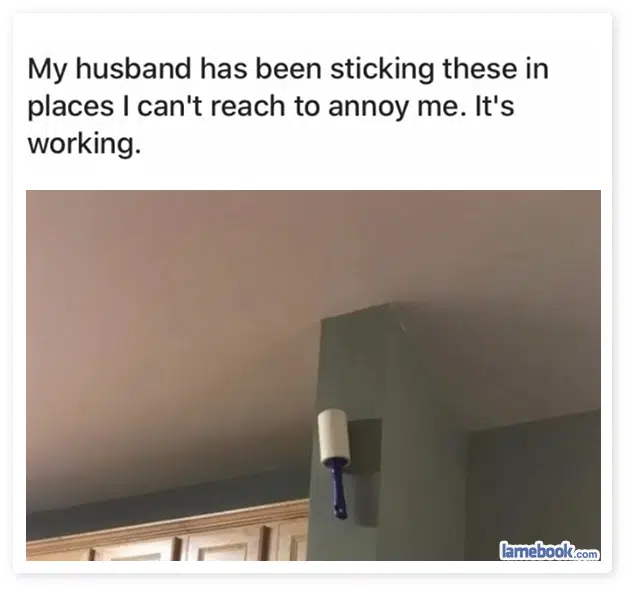 My husband has been sticking these in
places I can't reach to annoy me. It's
working.
lamebook.com